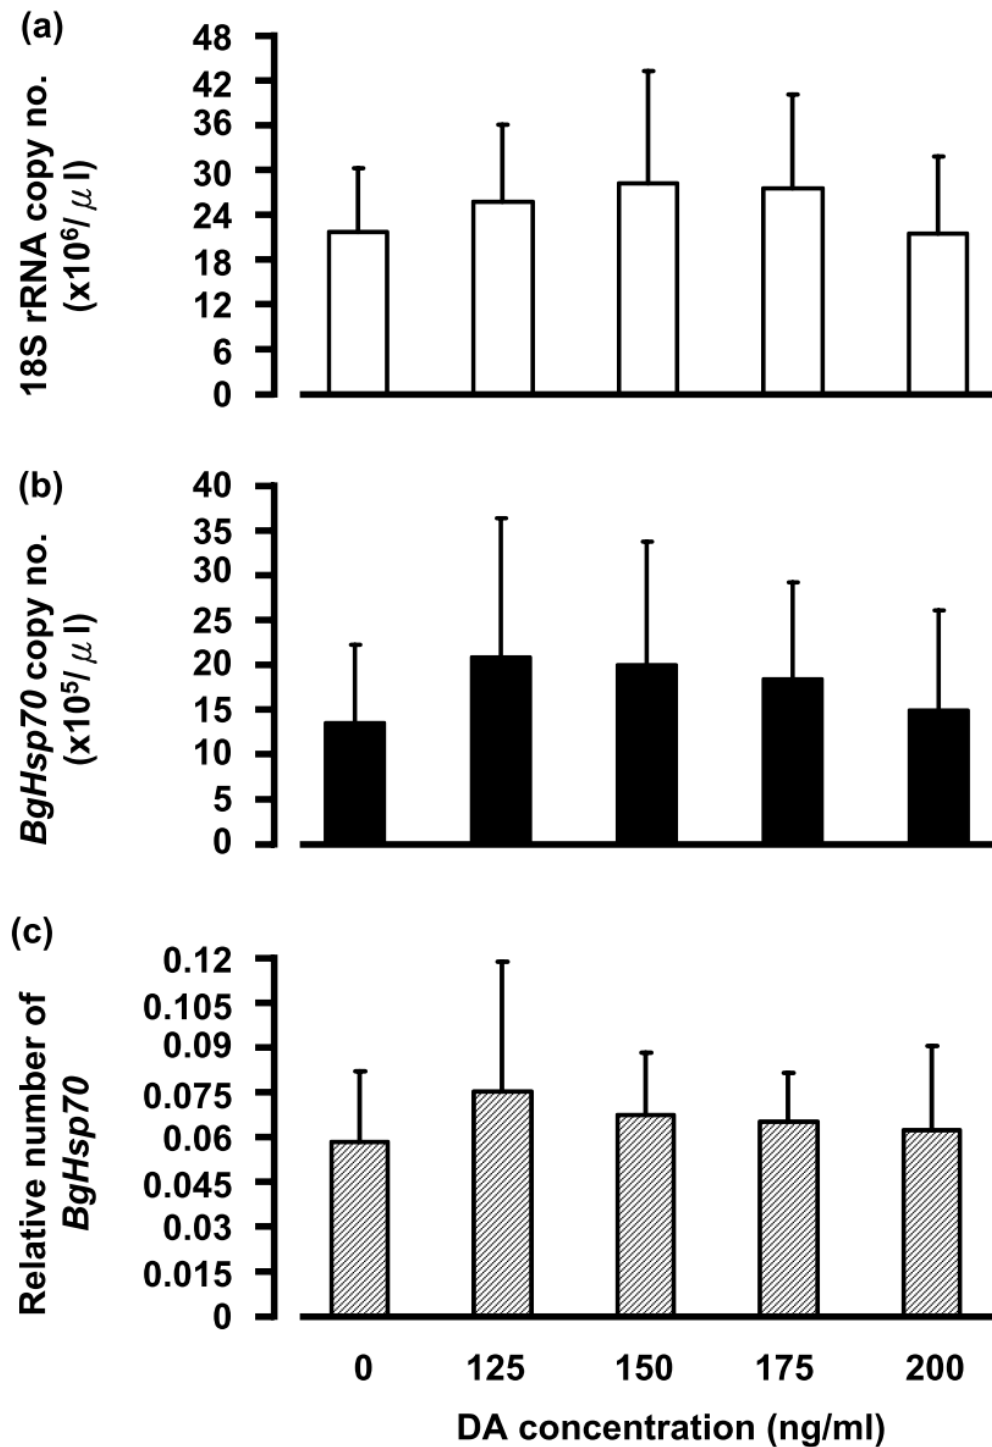 (a)
18S rRNA copy no.
(x10⁶/μl)
48
42
36
30
24
18
12
6
0
(b)
BgHsp70 copy no.
(x10⁵/μl)
40
35
30
25
20
15
10
5
0
(c)
Relative number of
BgHsp70
0.12
0.105
0.09
0.075
0.06
0.045
0.03
0.015
0
0 125 150 175 200
DA concentration (ng/ml)